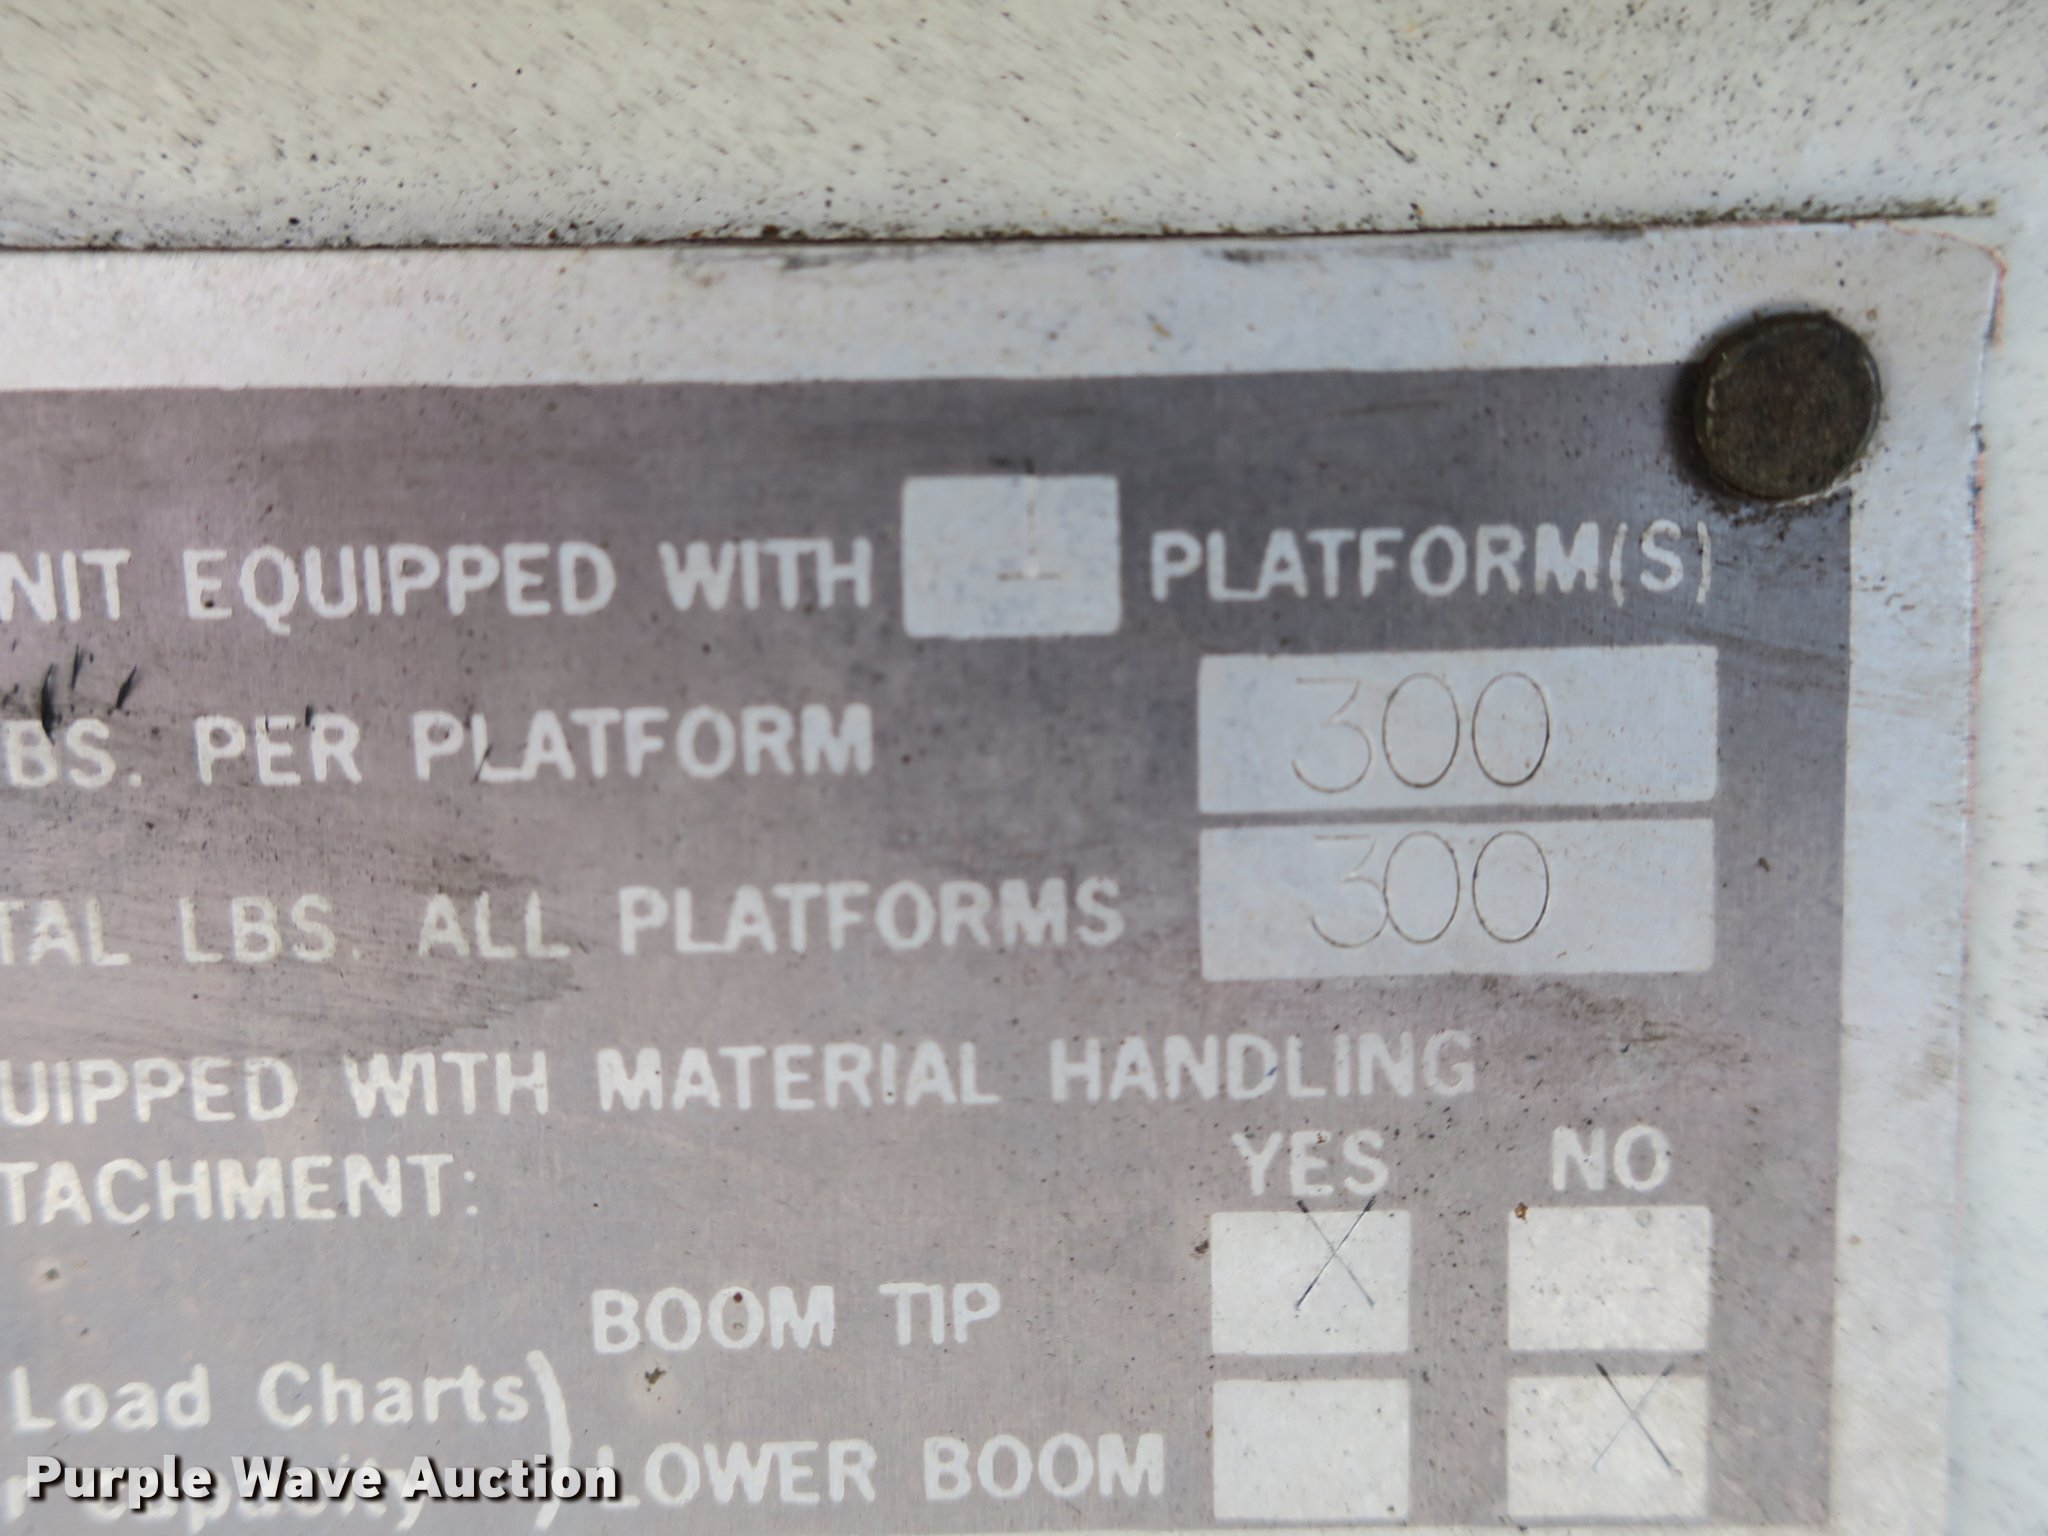 NIT EQUIPPED WITH 1 PLATFORM(S)
BS. PER PLATFORM 300
TAL LBS. ALL PLATFORMS 300
UIPPED WITH MATERIAL HANDLING
TACHMENT:
YES NO
BOOM TIP X
Load Charts)
LOWER BOOM X
r Capacity
Purple Wave Auction